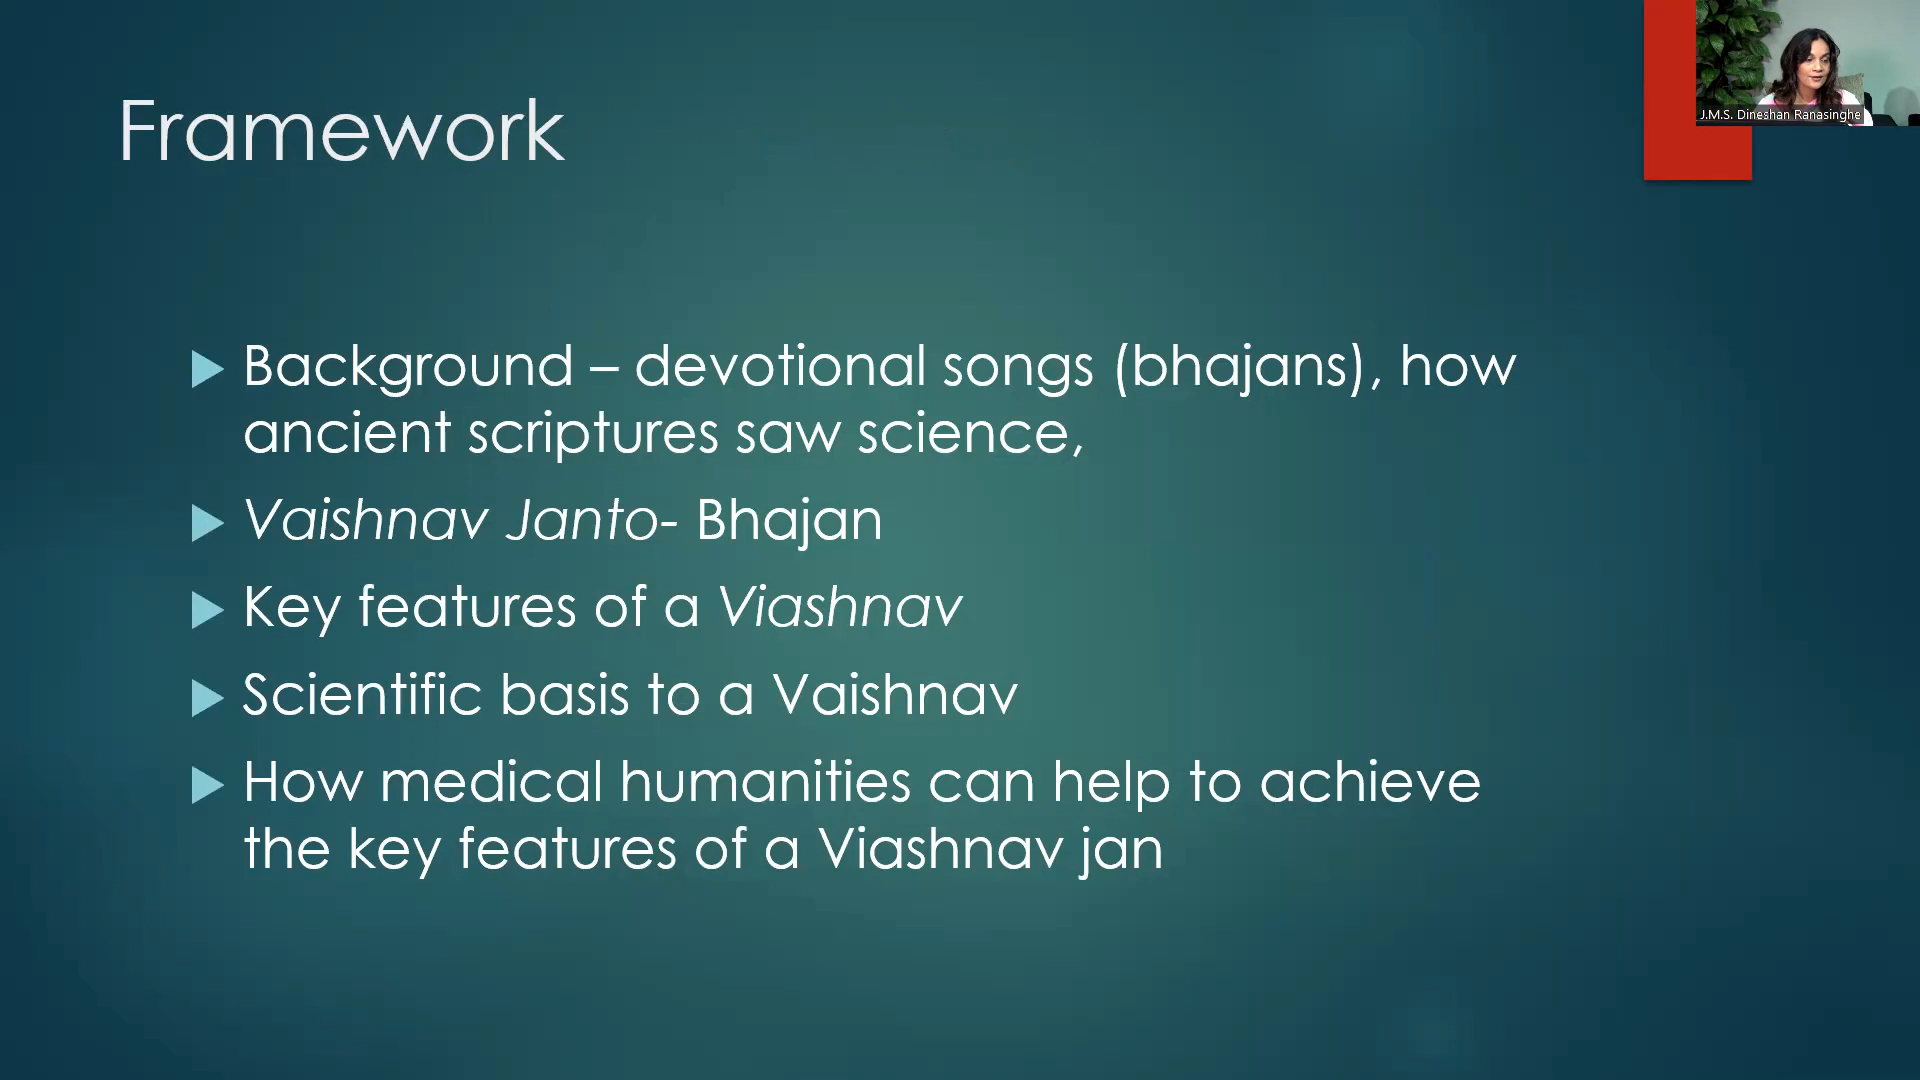 Framework
J.M.S. Dineshan Ranasinghe
Background – devotional songs (bhajans), how
ancient scriptures saw science,
Vaishnav Janto- Bhajan
Key features of a Viashnav
Scientific basis to a Vaishnav
How medical humanities can help to achieve
the key features of a Viashnav jan